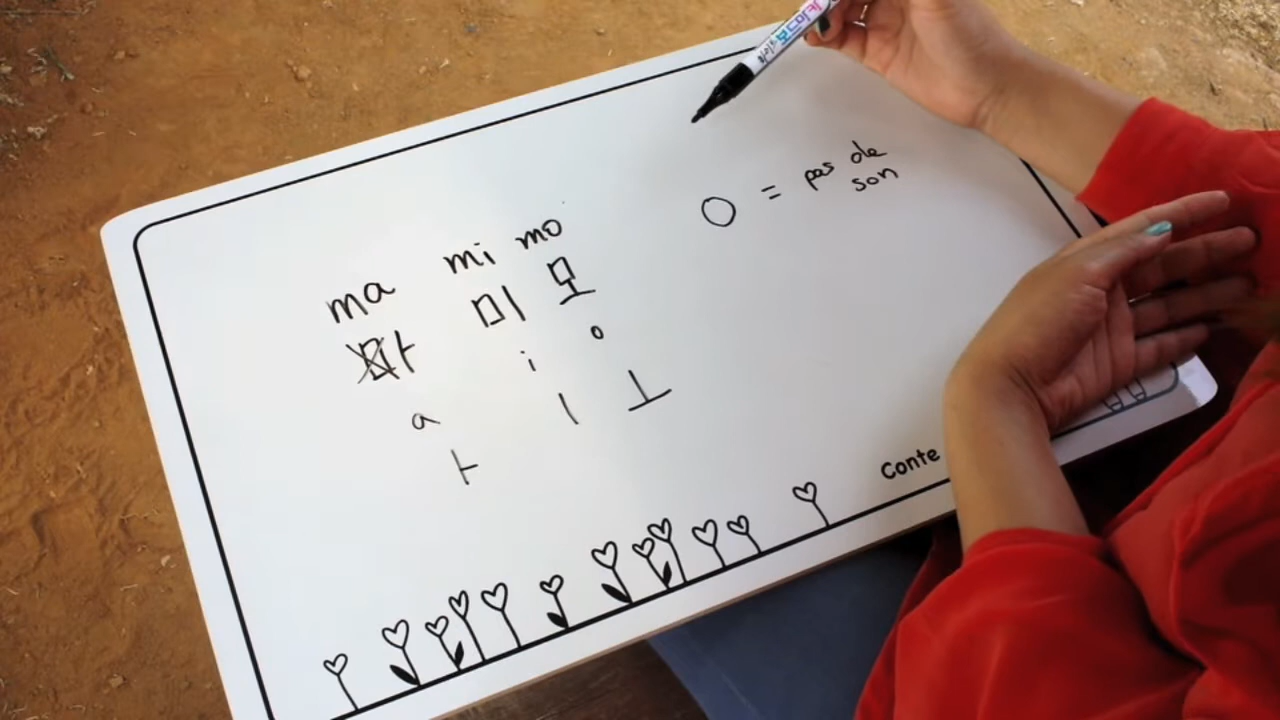 ma mi mo
마 미 모
a i o
ㅏ ㅣ ㅗ
○ = pas de
son
Conte